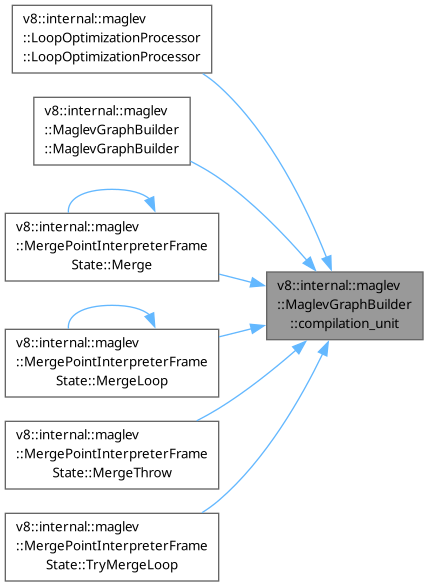 v8::internal::maglev
::LoopOptimizationProcessor
::LoopOptimizationProcessor
v8::internal::maglev
::MaglevGraphBuilder
::MaglevGraphBuilder
v8::internal::maglev
::MergePointInterpreterFrame
State::Merge
v8::internal::maglev
::MaglevGraphBuilder
::compilation_unit
v8::internal::maglev
::MergePointInterpreterFrame
State::MergeLoop
v8::internal::maglev
::MergePointInterpreterFrame
State::MergeThrow
v8::internal::maglev
::MergePointInterpreterFrame
State::TryMergeLoop